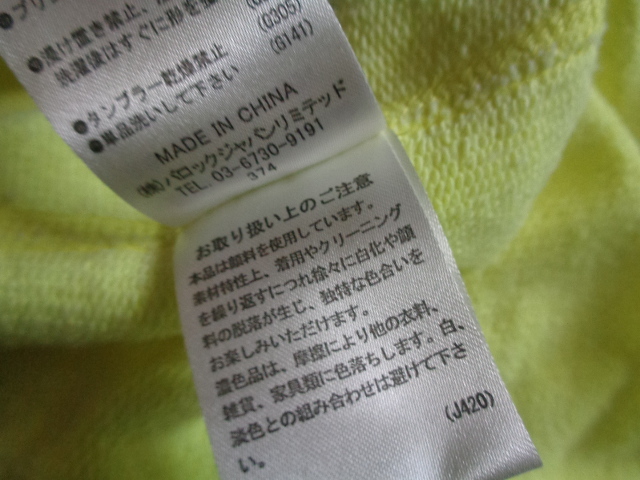 ●プリ
(G305)
●漬け置き禁止、
洗濯後はすぐに形を整
(G141)
●タンブラー乾燥禁止
●単品洗いして下さい
MADE IN CHINA
(株)バロックジャパンリミテッド
TEL. 03-6730-9191
374
お取り扱い上のご注意
本品は顔料を使用しています。
素材特性上、着用やクリーニング
を繰り返すにつれ徐々に白化や顔
料の脱落が生じ、独特な色合いを
お楽しみいただけます。
濃色品は、摩擦により他の衣料、
雑貨、家具類に色落ちします。白、
淡色との組み合わせは避けて下さ
い。
(J420)